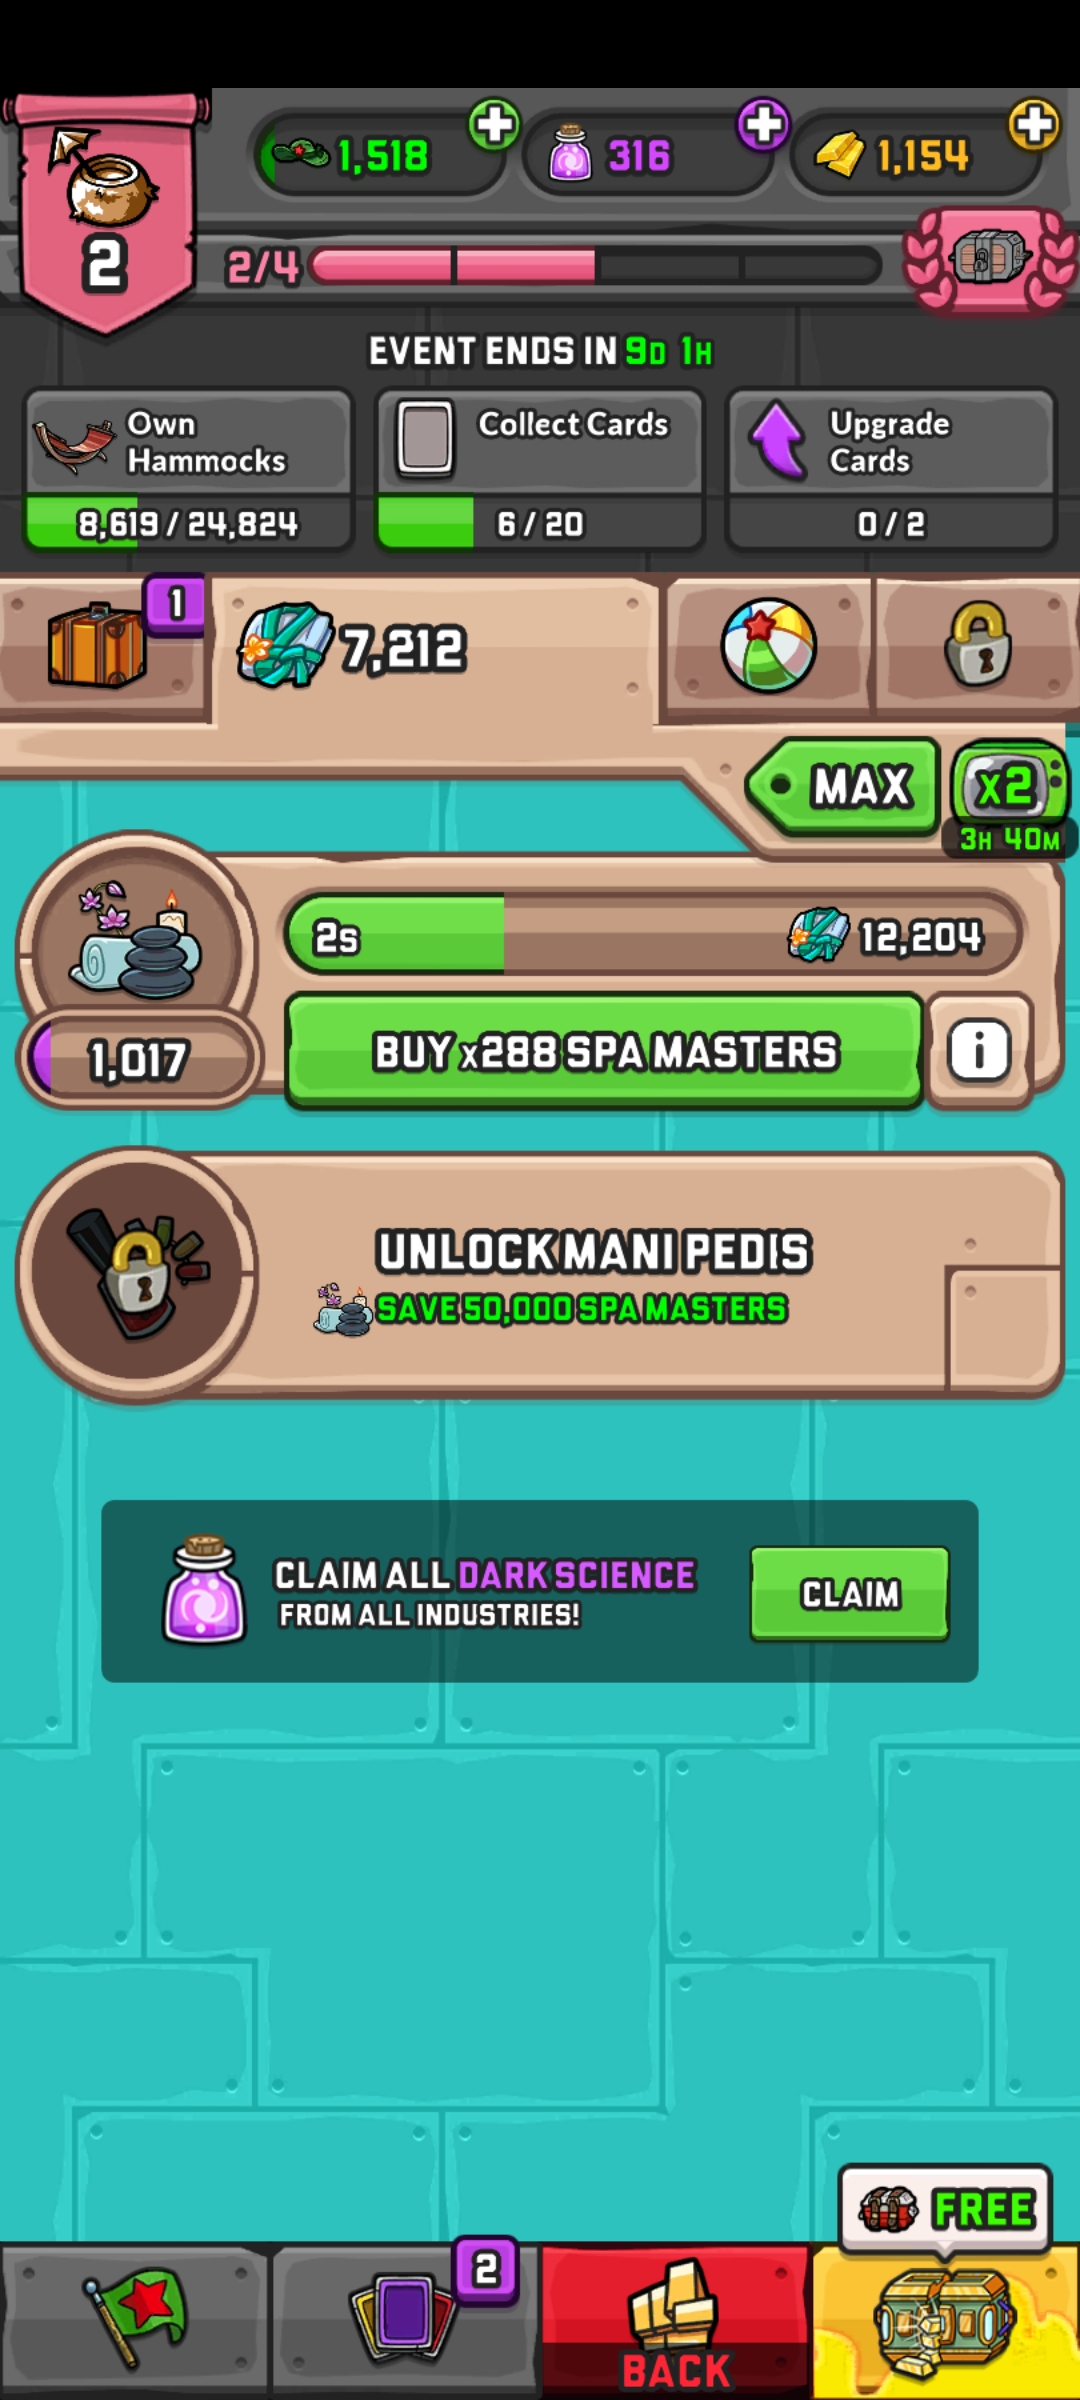 1,518
316
1,154
2
2/4
EVENT ENDS IN 9D 1H
Own
Hammocks
8,619 / 24,824
Collect Cards
6 / 20
Upgrade
Cards
0 / 2
1
7,212
MAX
x2
3H 40M
2s
12,204
1,017
BUY x288 SPA MASTERS
i
UNLOCK MANI PEDIS
SAVE 50,000 SPA MASTERS
CLAIM ALL DARK SCIENCE
FROM ALL INDUSTRIES!
CLAIM
FREE
2
BACK